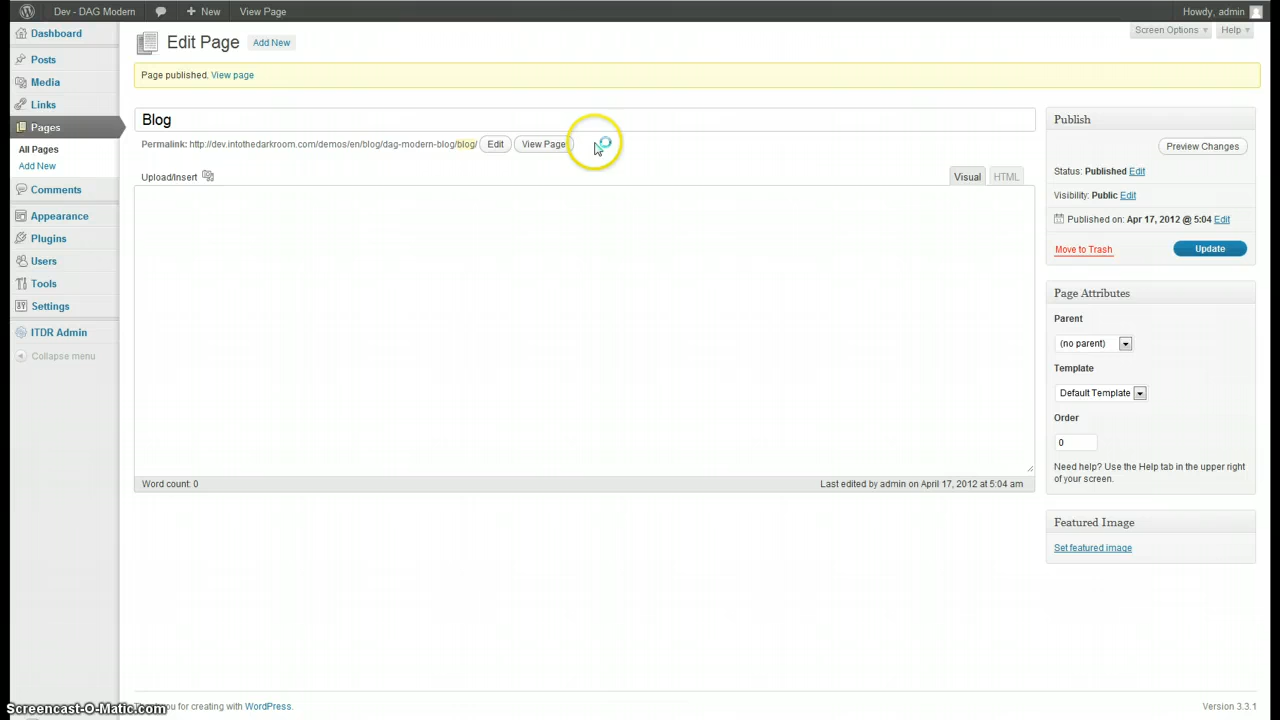 Dev - DAG Modern
New
View Page
Howdy, admin
Dashboard
Posts
Media
Links
Pages
All Pages
Add New
Comments
Appearance
Plugins
Users
Tools
Settings
ITDR Admin
Collapse menu
Edit Page
Add New
Screen Options
Help
Page published. View page
Blog
Permalink: http://dev.intothedarkroom.com/demos/en/blog/dag-modern-blog/blog/
Edit
View Page
Upload/Insert
Visual
HTML
Word count: 0
Last edited by admin on April 17, 2012 at 5:04 am
Publish
Preview Changes
Status: Published Edit
Visibility: Public Edit
Published on: Apr 17, 2012 @ 5:04 Edit
Move to Trash
Update
Page Attributes
Parent
(no parent)
Template
Default Template
Order
0
Need help? Use the Help tab in the upper right
of your screen.
Featured Image
Set featured image
for creating with WordPress.
Version 3.3.1
Screencast-O-Matic.com